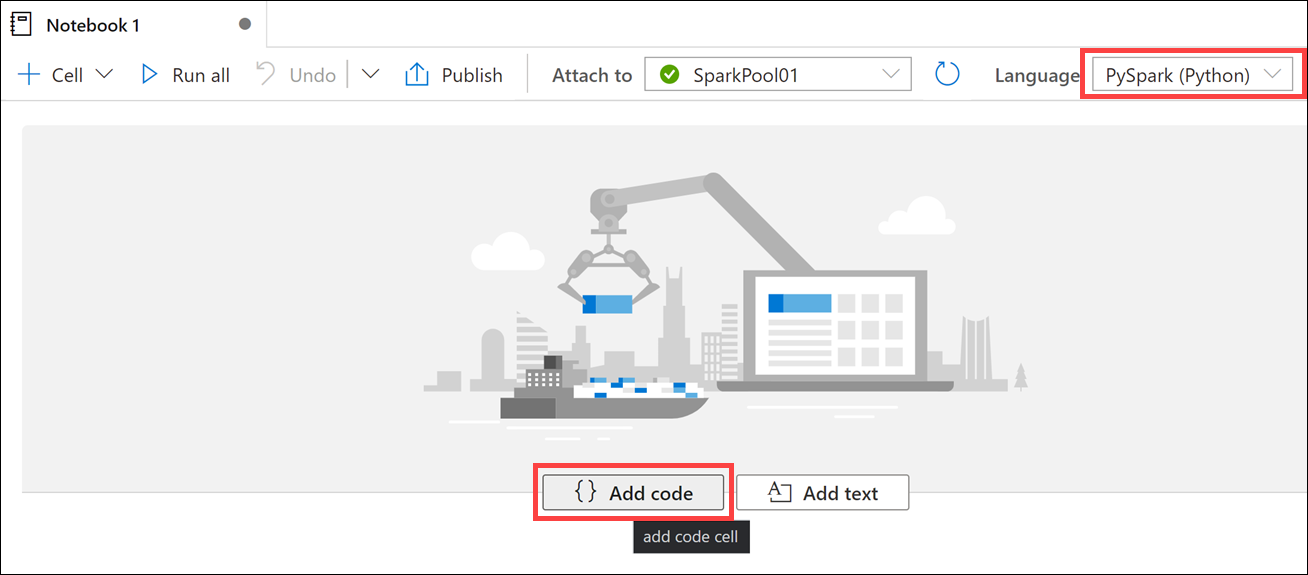 Notebook 1
Cell Run all Undo Publish Attach to SparkPool01 Language PySpark (Python)
{} Add code A Add text
add code cell